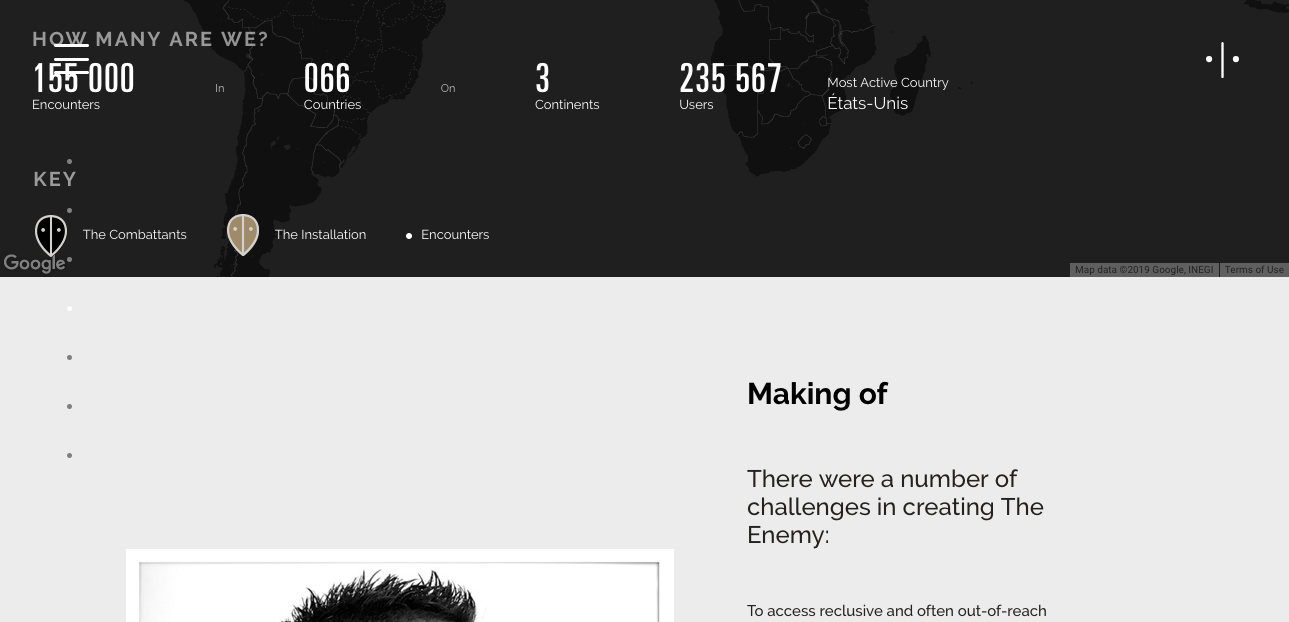 HOW MANY ARE WE?
155 000
Encounters
In
066
Countries
On
3
Continents
235 567
Users
Most Active Country
États-Unis
KEY
The Combattants
The Installation
Encounters
Google
Map data ©2019 Google, INEGI
Terms of Use
Making of
There were a number of
challenges in creating The
Enemy:
To access reclusive and often out-of-reach